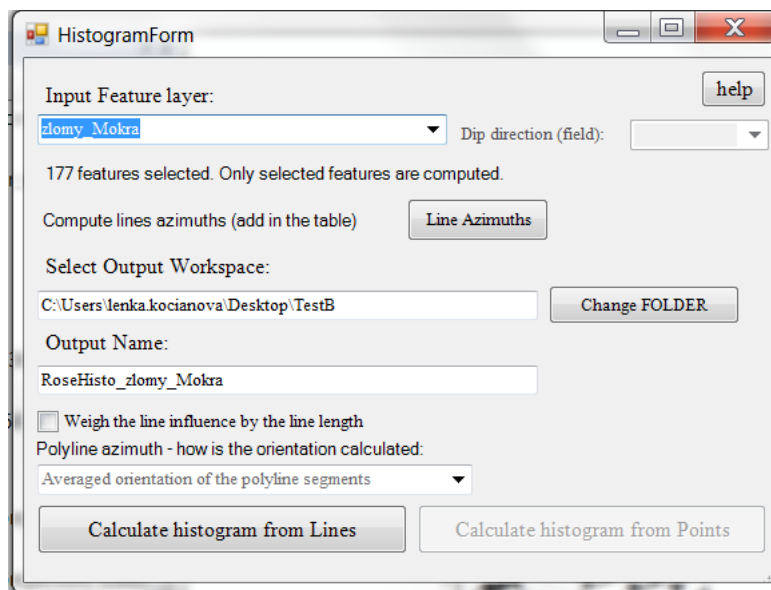 HistogramForm
help
Input Feature layer:
zlomy_Mokra
Dip direction (field):
177 features selected. Only selected features are computed.
Compute lines azimuths (add in the table)
Line Azimuths
Select Output Workspace:
C:\Users\lenka.kocianova\Desktop\TestB
Change FOLDER
Output Name:
RoseHisto_zlomy_Mokra
Weigh the line influence by the line length
Polyline azimuth - how is the orientation calculated:
Averaged orientation of the polyline segments
Calculate histogram from Lines
Calculate histogram from Points